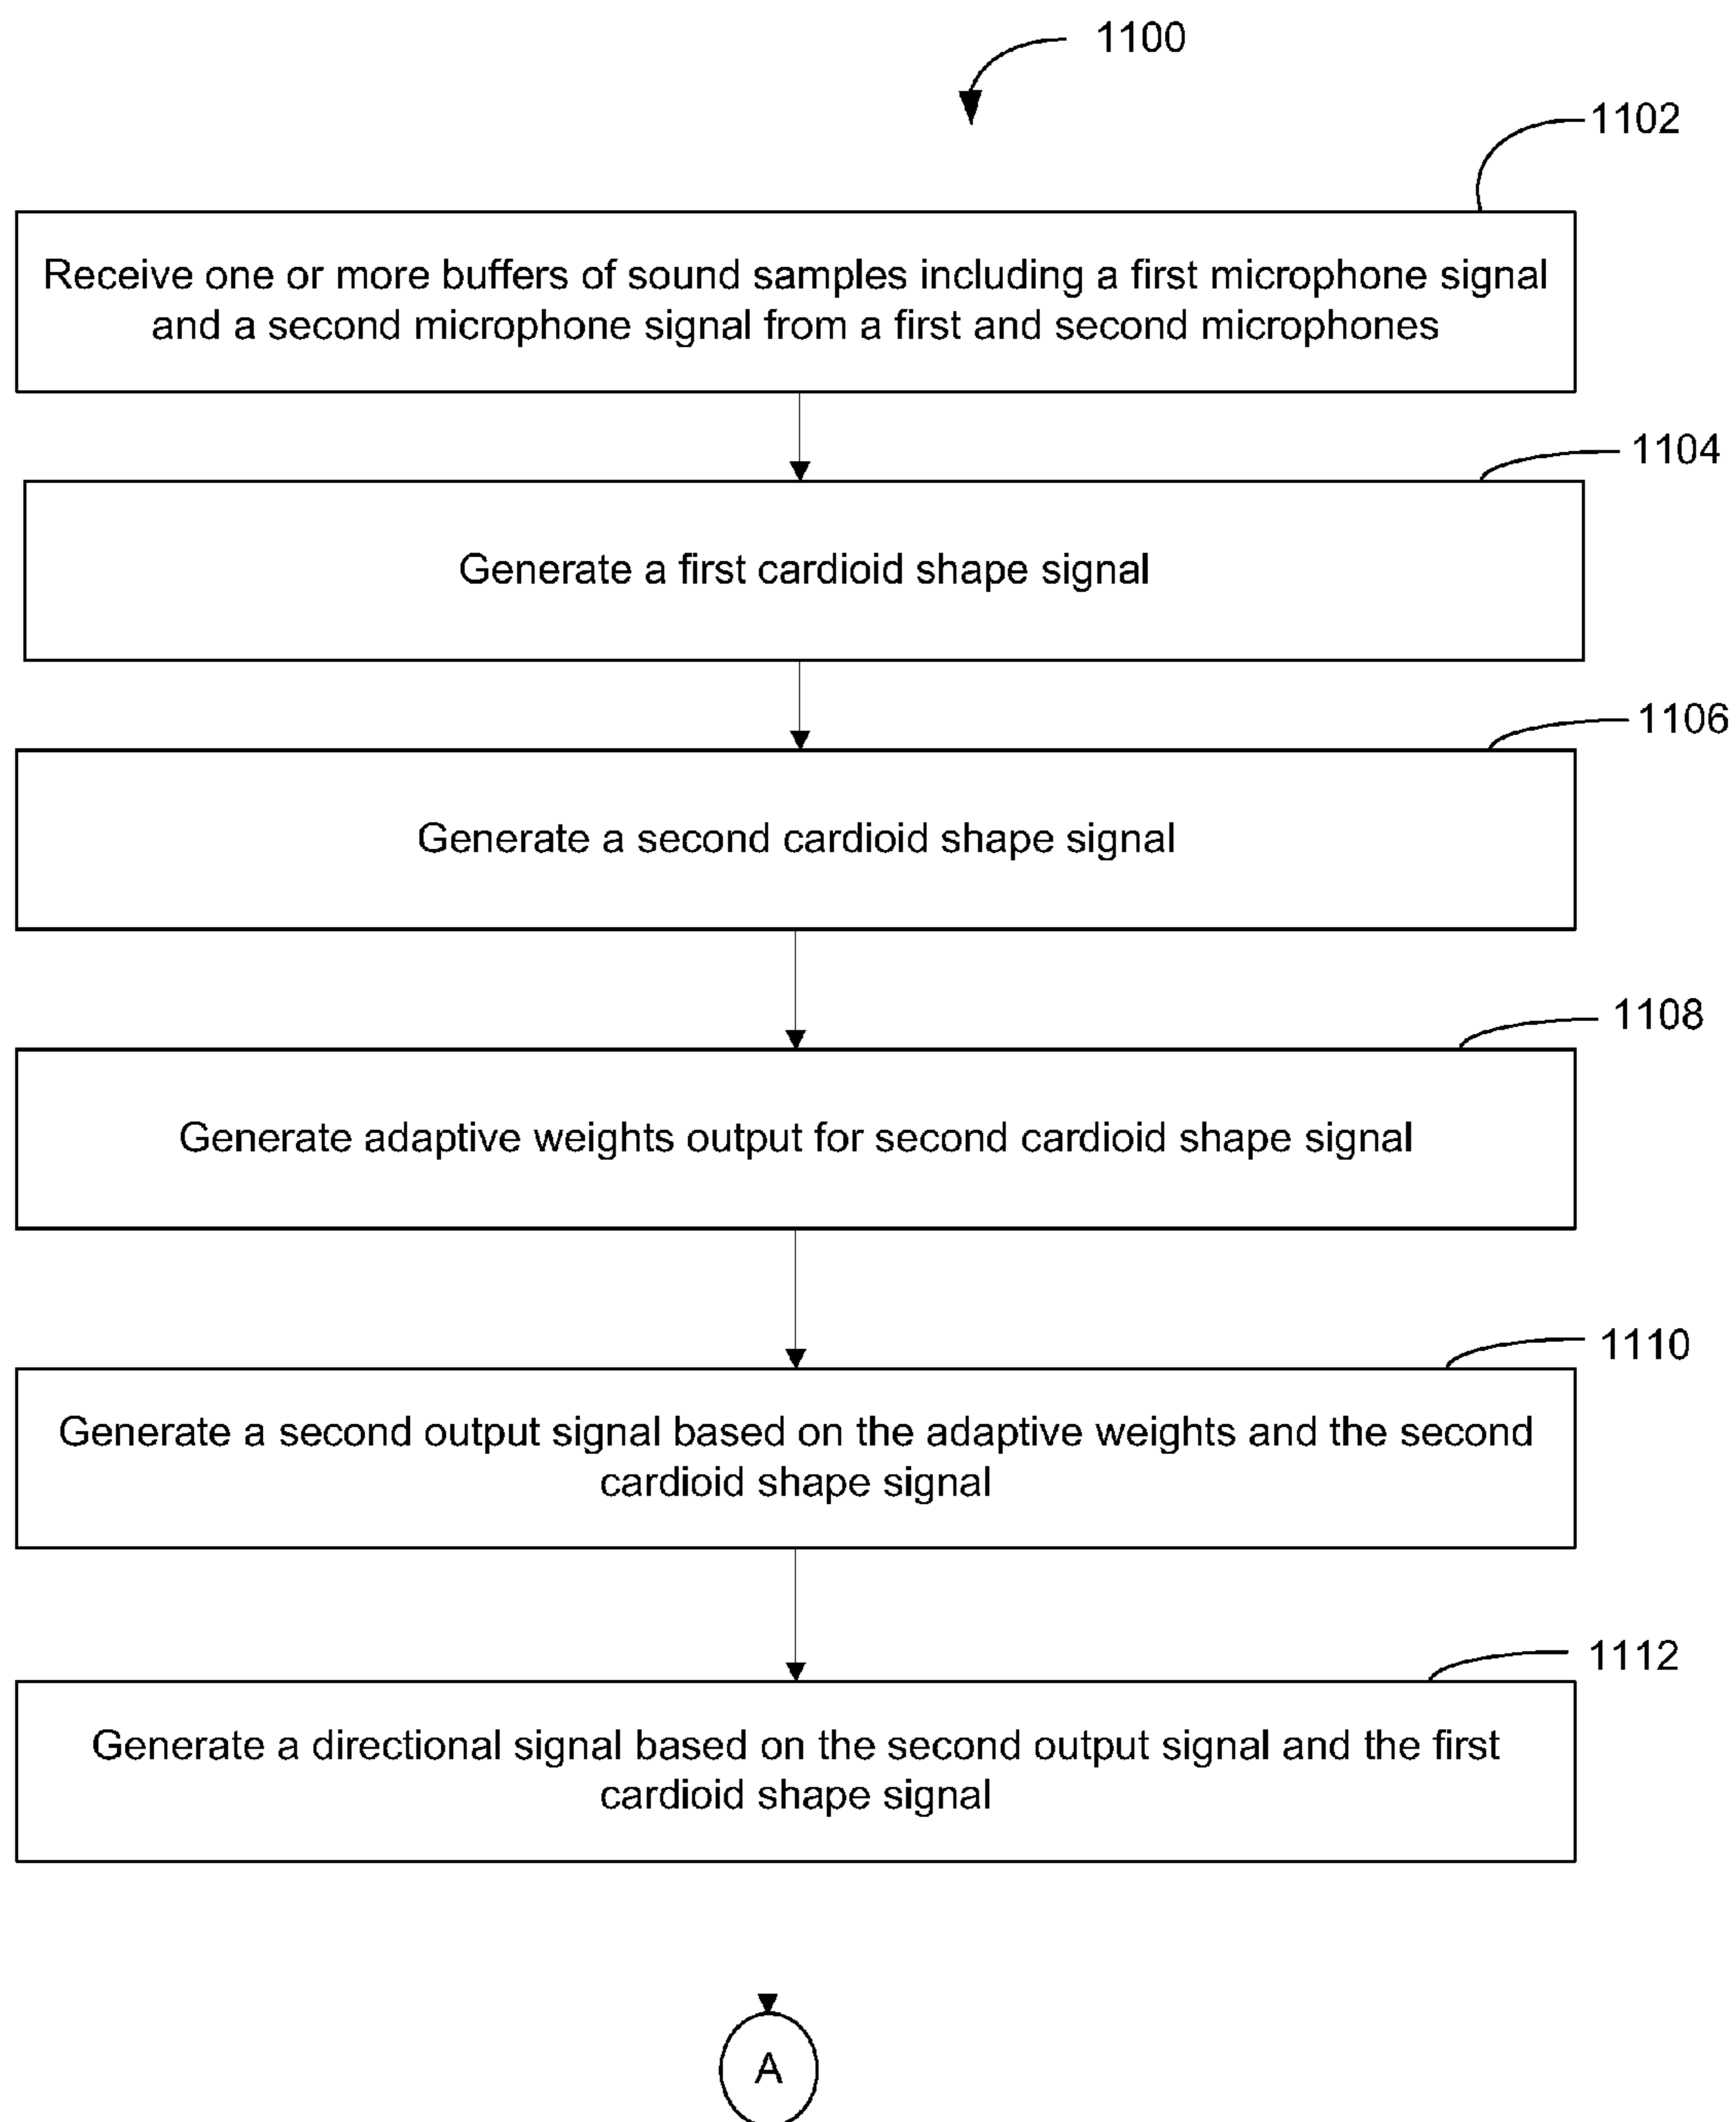 1100
1102
Receive one or more buffers of sound samples including a first microphone signal
and a second microphone signal from a first and second microphones
1104
Generate a first cardioid shape signal
1106
Generate a second cardioid shape signal
1108
Generate adaptive weights output for second cardioid shape signal
1110
Generate a second output signal based on the adaptive weights and the second
cardioid shape signal
1112
Generate a directional signal based on the second output signal and the first
cardioid shape signal
A